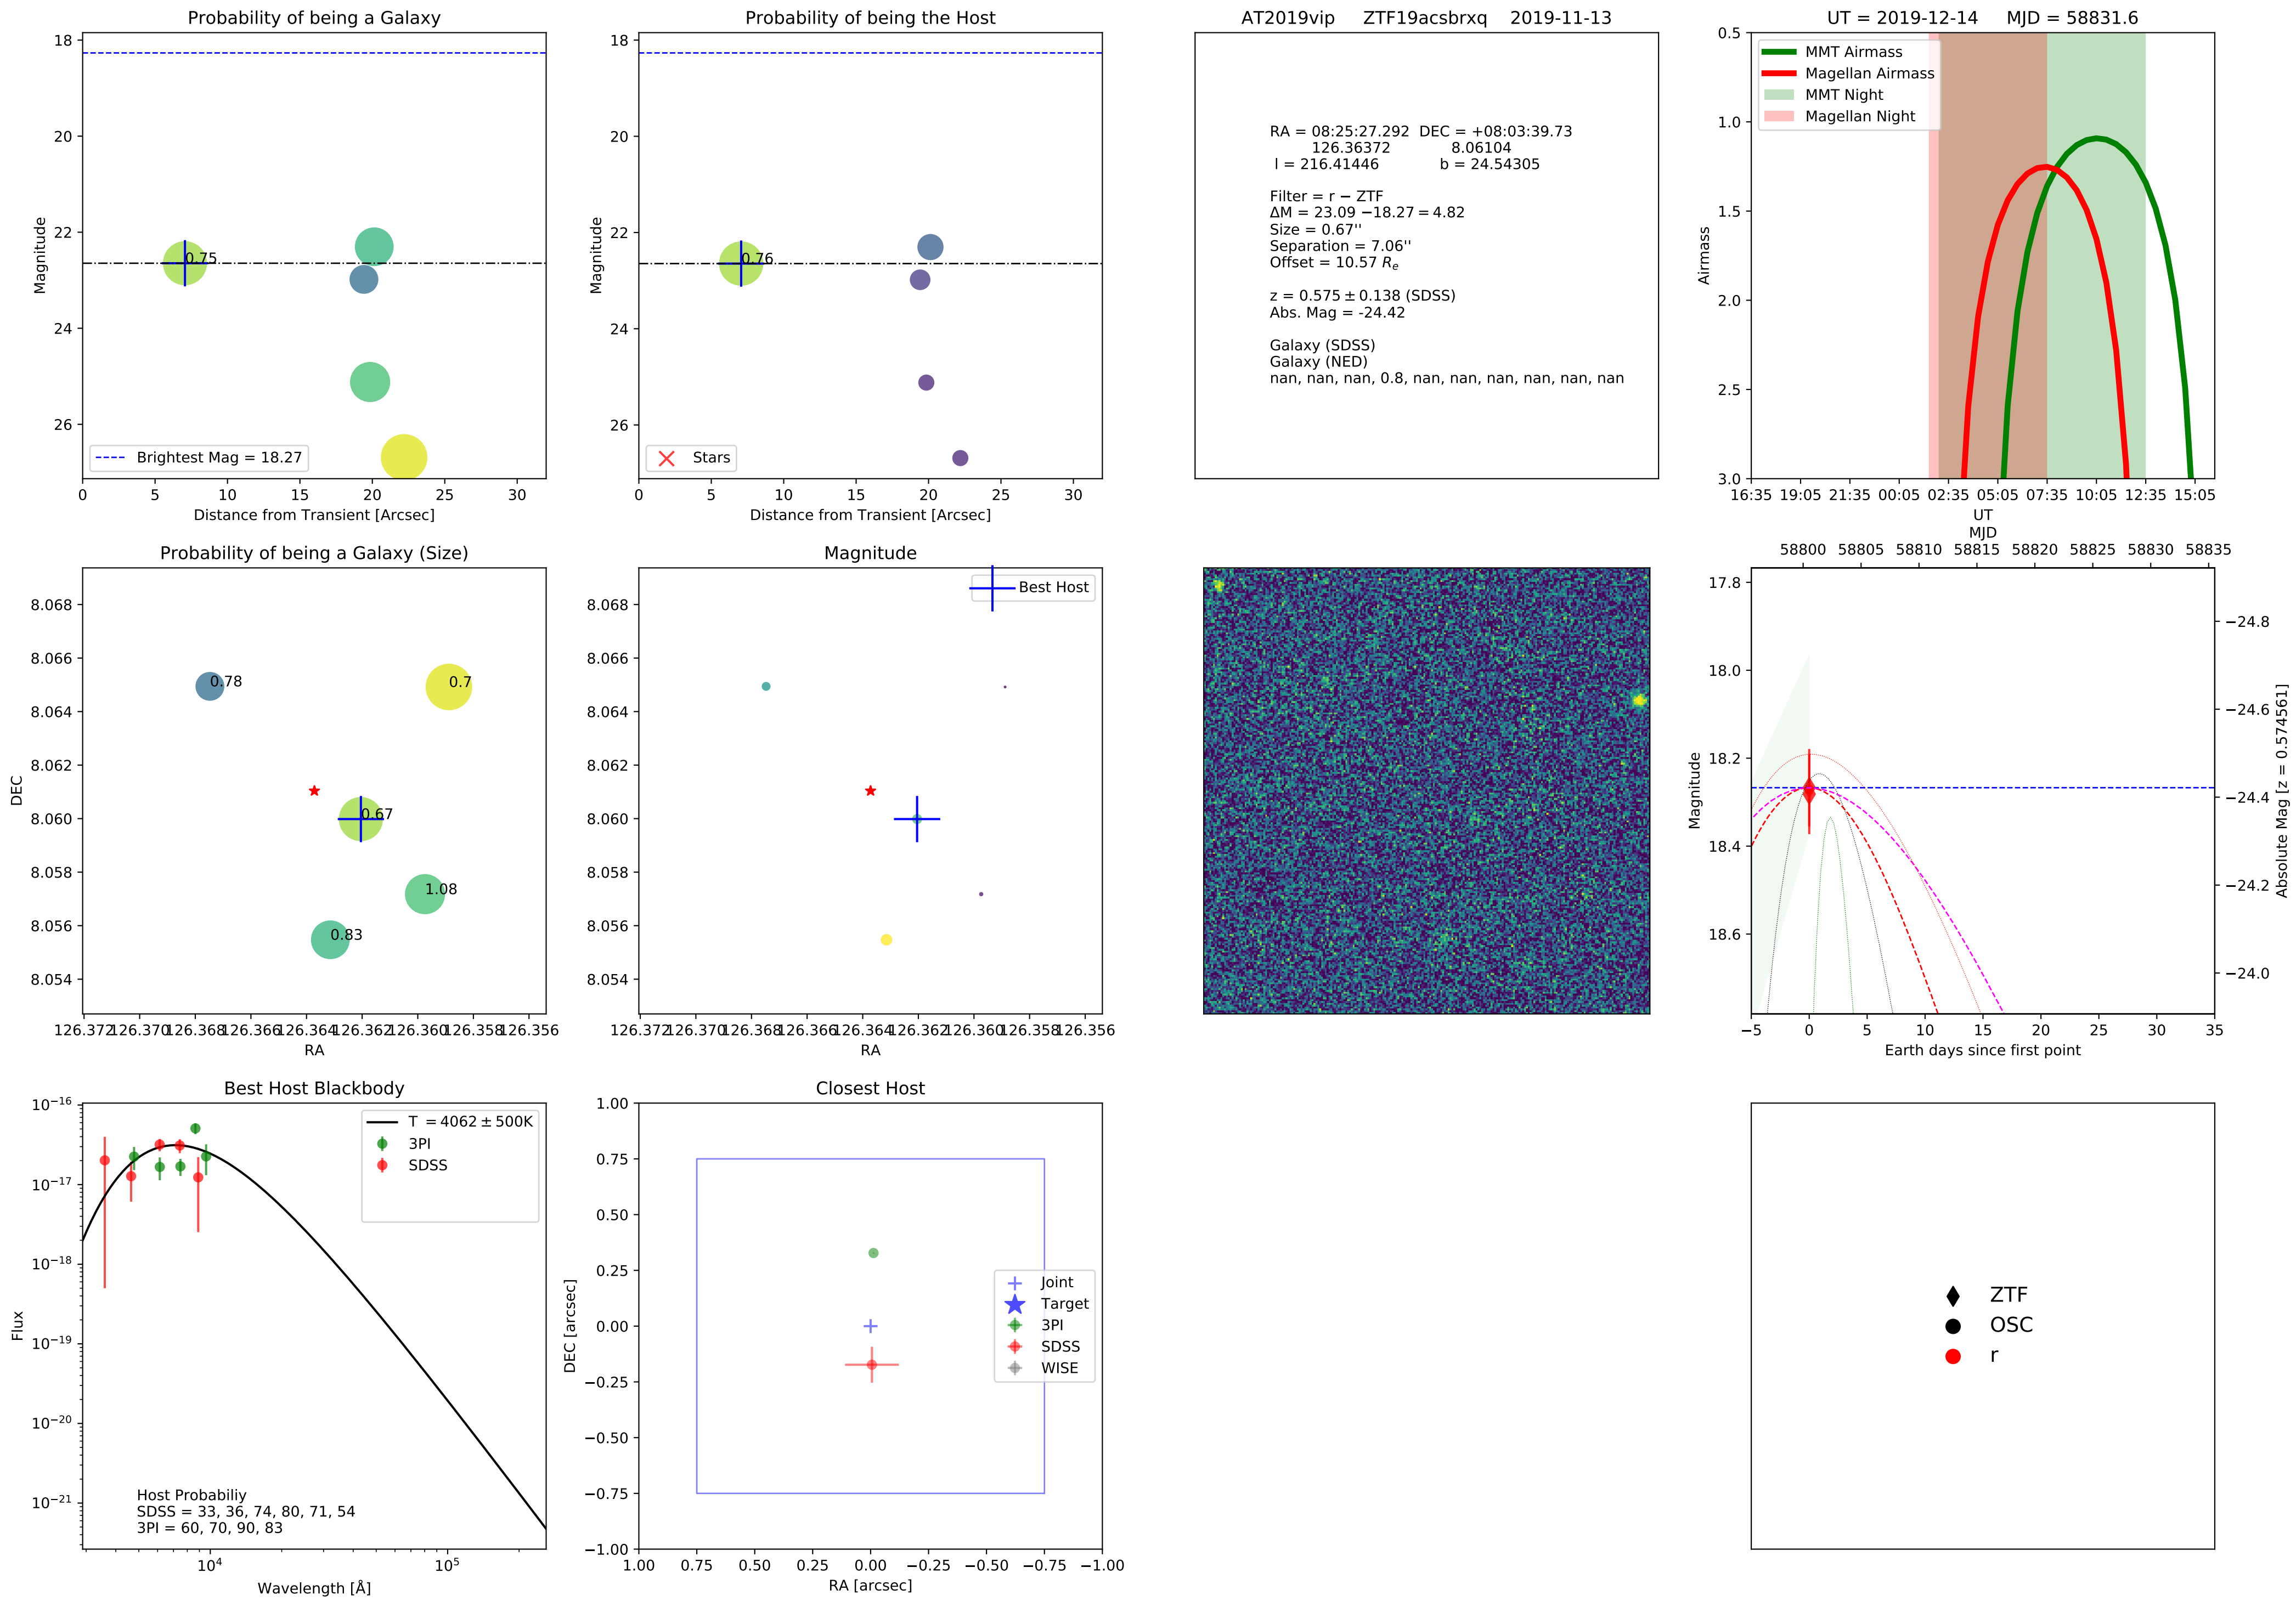 Probability of being a Galaxy
18
20
22
24
26
0.75
Brightest Mag = 18.27
0
5
10
15
20
25
30
Magnitude
Distance from Transient [Arcsec]
Probability of being the Host
18
20
22
24
26
0.76
Stars
0
5
10
15
20
25
30
Magnitude
Distance from Transient [Arcsec]
AT2019vip ZTF19acsbrxq 2019-11-13
RA = 08:25:27.292 DEC = +08:03:39.73
126.36372 8.06104
l = 216.41446 b = 24.54305
Filter = r − ZTF
ΔM = 23.09 −18.27 = 4.82
Size = 0.67''
Separation = 7.06''
Offset = 10.57 Re
z = 0.575 ± 0.138 (SDSS)
Abs. Mag = -24.42
Galaxy (SDSS)
Galaxy (NED)
nan, nan, nan, 0.8, nan, nan, nan, nan, nan, nan
UT = 2019-12-14 MJD = 58831.6
MMT Airmass
Magellan Airmass
MMT Night
Magellan Night
0.5
1.0
1.5
2.0
2.5
3.0
Airmass
16:35 19:05 21:35 00:05 02:35 05:05 07:35 10:05 12:35 15:05
UT
Probability of being a Galaxy (Size)
8.068
8.066
8.064
8.062
8.060
8.058
8.056
8.054
0.78
0.7
0.67
1.08
0.83
DEC
126.372 126.370 126.368 126.366 126.364 126.362 126.360 126.358 126.356
RA
Magnitude
Best Host
8.068
8.066
8.064
8.062
8.060
8.058
8.056
8.054
126.372 126.370 126.368 126.366 126.364 126.362 126.360 126.358 126.356
RA
MJD
58800 58805 58810 58815 58820 58825 58830 58835
17.8
18.0
18.2
18.4
18.6
Magnitude
−24.8
−24.6
−24.4
−24.2
−24.0
Absolute Mag [z = 0.574561]
−5 0 5 10 15 20 25 30 35
Earth days since first point
Best Host Blackbody
T = 4062 ± 500K
3PI
SDSS
10−16
10−17
10−18
10−19
10−20
10−21
Flux
Host Probabiliy
SDSS = 33, 36, 74, 80, 71, 54
3PI = 60, 70, 90, 83
104 105
Wavelength [Å]
Closest Host
1.00
0.75
0.50
0.25
0.00
−0.25
−0.50
−0.75
−1.00
DEC [arcsec]
Joint
Target
3PI
SDSS
WISE
1.00 0.75 0.50 0.25 0.00 −0.25 −0.50 −0.75 −1.00
RA [arcsec]
ZTF
OSC
r